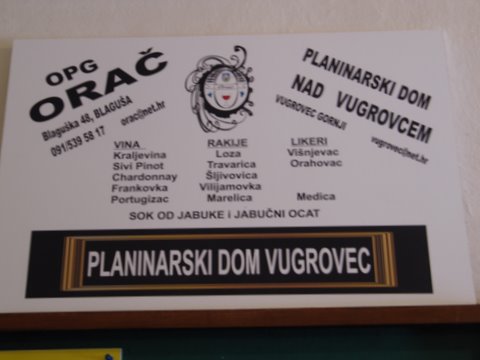 OPG
ORAČ
Blaguška 48, BLAGUŠA
091/539 58 17
orac@net.hr
PLANINARSKI DOM
NAD VUGROVCEM
VUGROVEC GORNJI
vugrovec@net.hr
VINA RAKIJE LIKERI
Kraljevina Loza Višnjevac
Sivi Pinot Travarica Orahovac
Chardonnay Šljivovica
Frankovka Vilijamovka
Portugizac Marelica Medica
SOK OD JABUKE i JABUČNI OCAT
PLANINARSKI DOM VUGROVEC